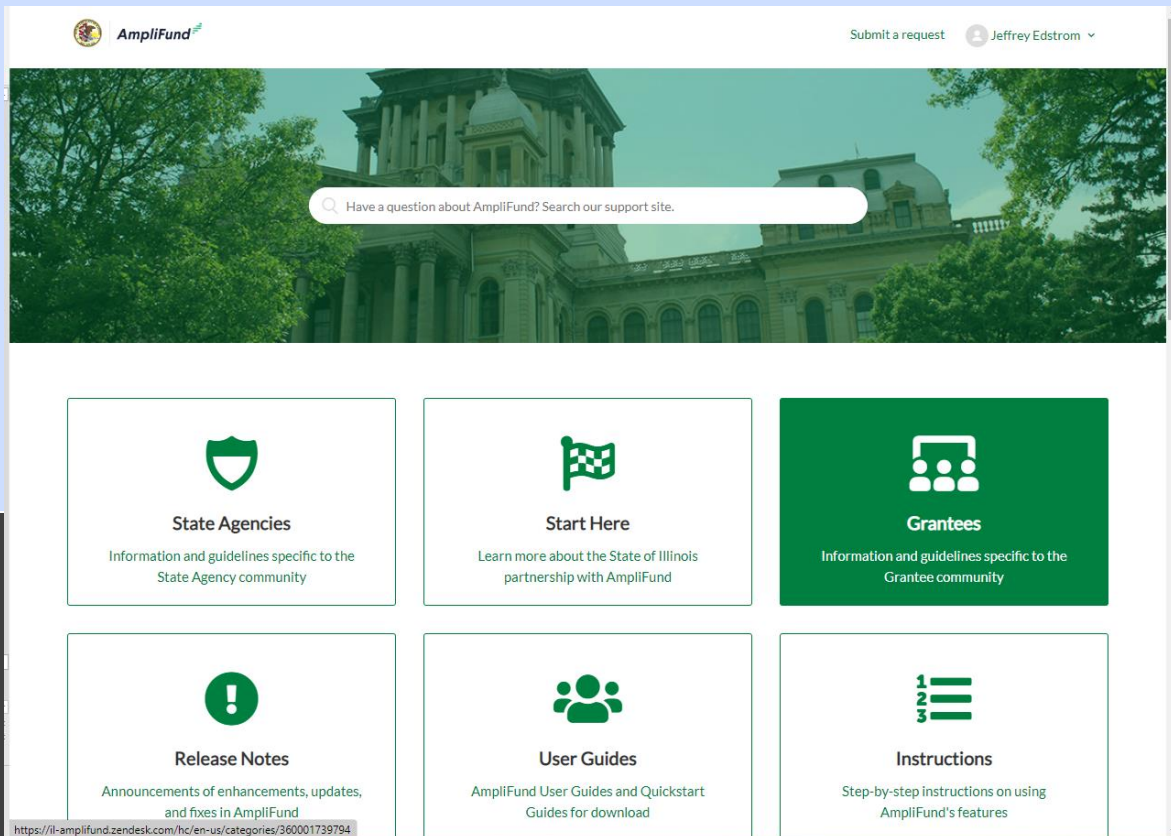 AmpliFund
Submit a request
Jeffrey Edstrom
Have a question about AmpliFund? Search our support site.
State Agencies
Information and guidelines specific to the
State Agency community
Start Here
Learn more about the State of Illinois
partnership with AmpliFund
Grantees
Information and guidelines specific to the
Grantee community
Release Notes
Announcements of enhancements, updates,
and fixes in AmpliFund
User Guides
AmpliFund User Guides and Quickstart
Guides for download
1
2
3
Instructions
Step-by-step instructions on using
AmpliFund's features
https://il-amplifund.zendesk.com/hc/en-us/categories/360001739794